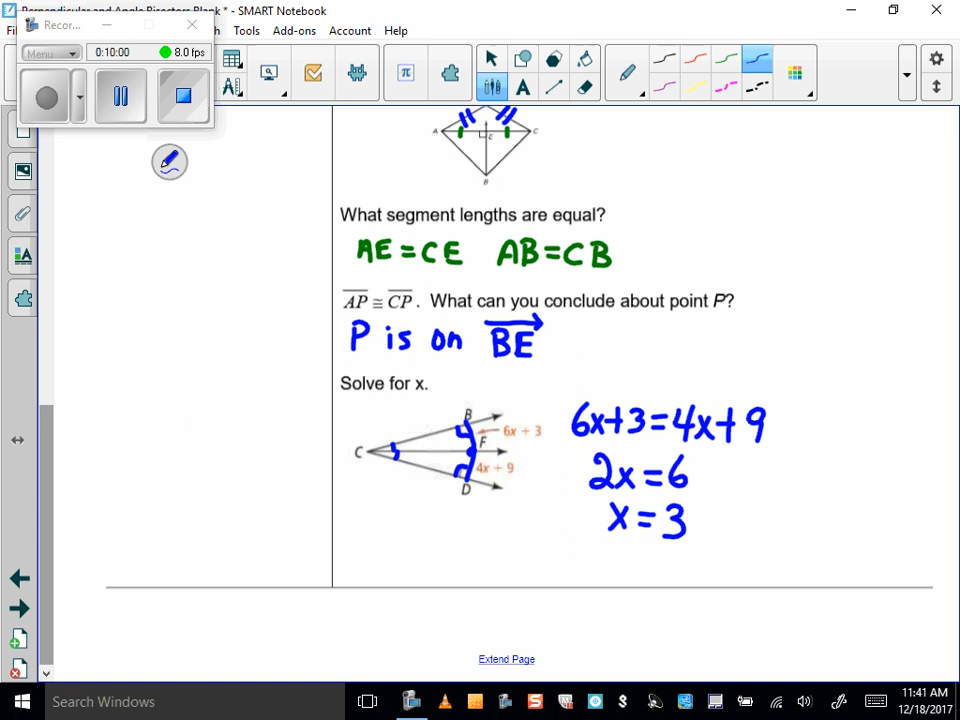 Perpendicular and Angle Bisectors Blank * - SMART Notebook
Recor...
Tools Add-ons Account Help
Menu 0:10:00 8.0 fps
A
A E C
B
What segment lengths are equal?
AE = CE AB = CB
AP ≅ CP. What can you conclude about point P?
P is on BE
Solve for x.
B
6x + 3
C F
4x + 9
D
6x+3=4x+9
2x=6
x=3
Extend Page
Search Windows
11:41 AM
12/18/2017